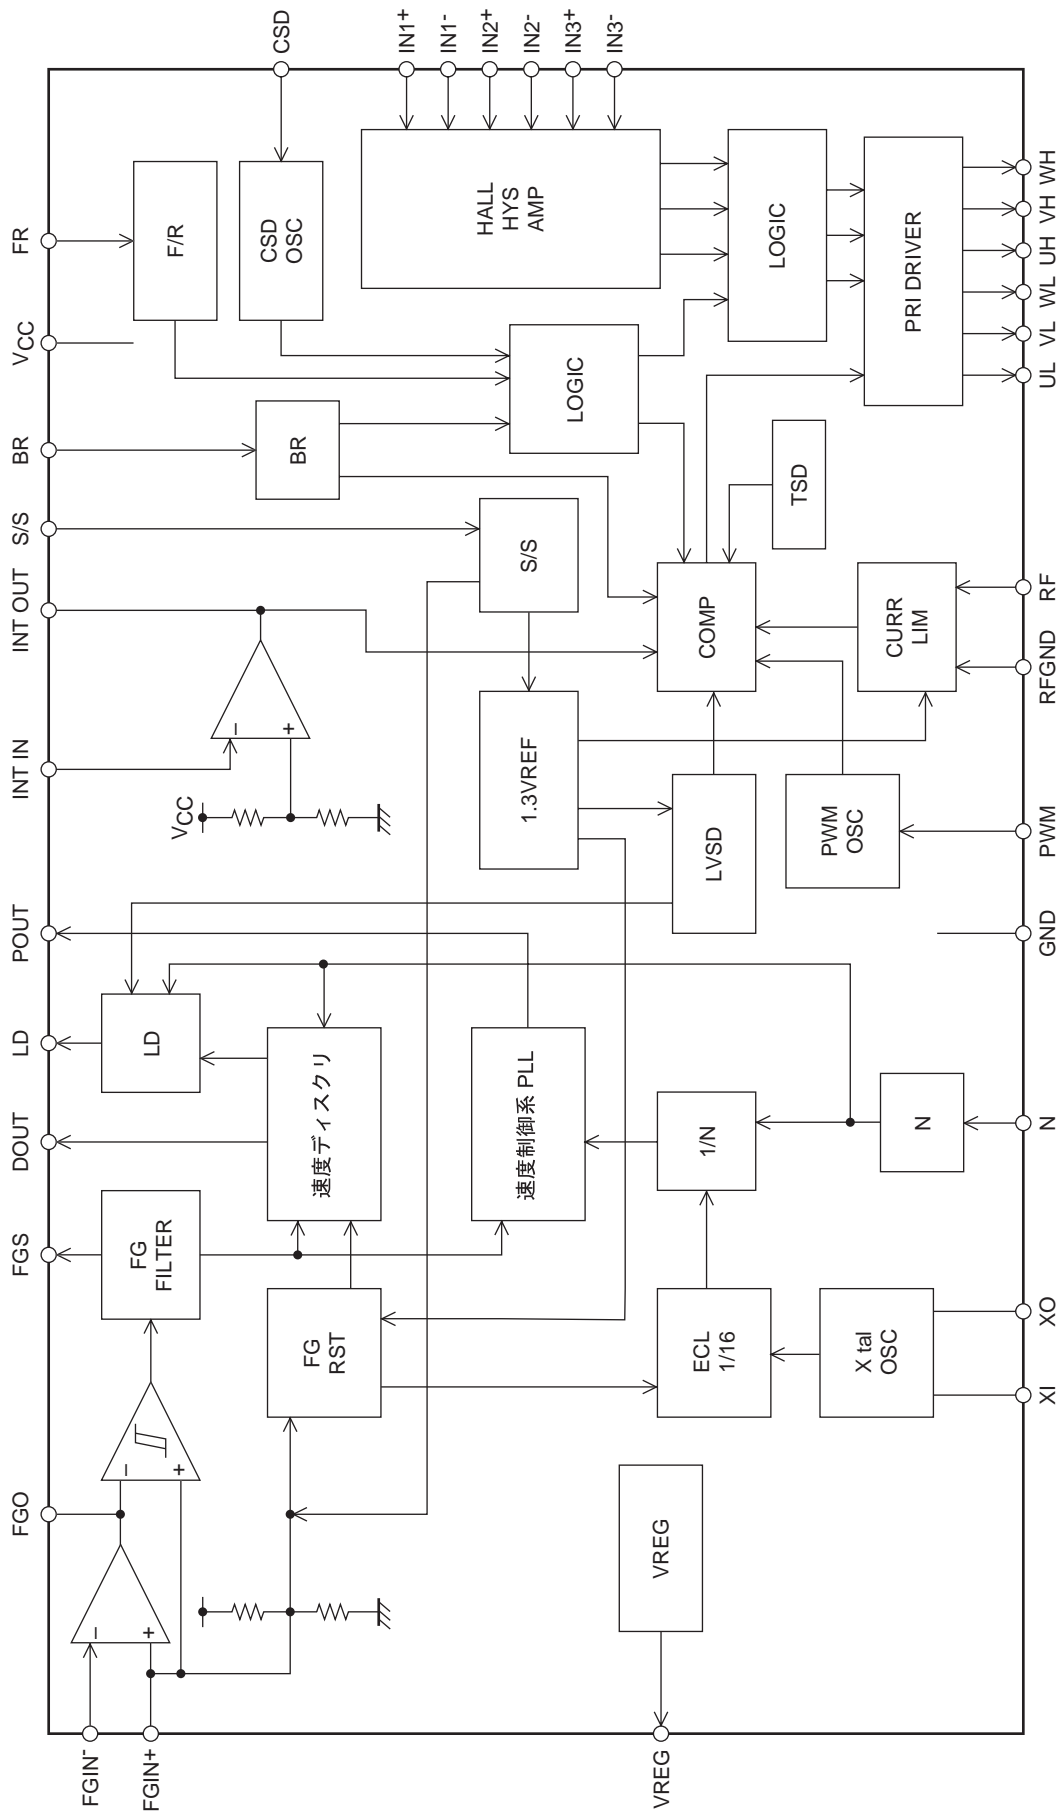 FGIN-
FGIN+
FGO
FGS
DOUT
LD
POUT
INT IN
INT OUT
S/S
BR
VCC
FR
CSD
IN1+
IN1-
IN2+
IN2-
IN3+
IN3-
FG
FILTER
LD
VCC
F/R
CSD
OSC
HALL
HYS
AMP
BR
FG
RST
速度ディスクリ
速度制御系 PLL
1.3VREF
S/S
LOGIC
LOGIC
VREG
ECL
1/16
1/N
LVSD
COMP
TSD
PRI DRIVER
X tal
OSC
N
PWM
OSC
CURR
LIM
VREG
XI
XO
N
GND
PWM
RFGND
RF
UL
VL
WL
UH
VH
WH